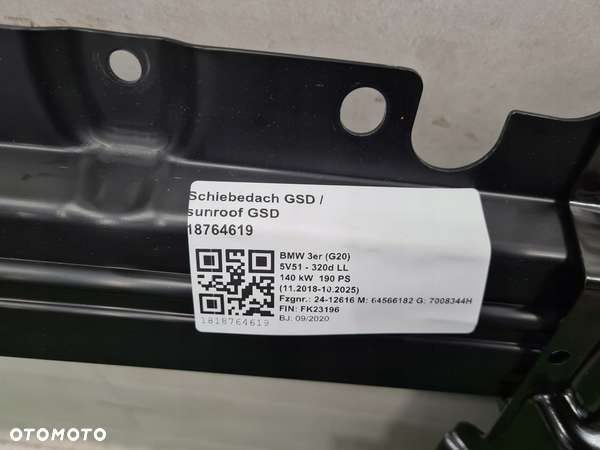 Schiebedach GSD /
sunroof GSD
18764619
BMW 3er (G20)
5V51 - 320d LL
140 kW 190 PS
(11.2018-10.2025)
Fzgnr.: 24-12616 M: 64566182 G: 7008344H
FIN: FK23196
BJ: 09/2020
1818764619
OTOMOTO
OTOMOTO